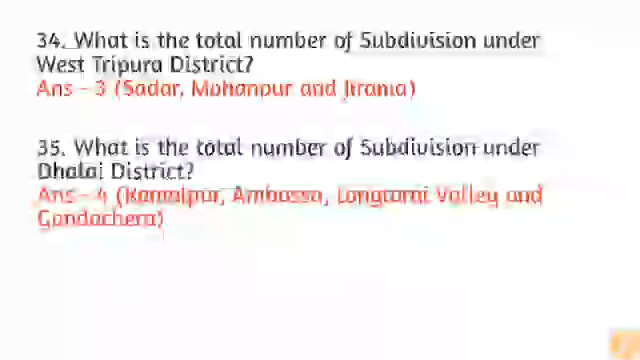 34. What is the total number of Subdivision under
West Tripura District?
Ans - 3 (Sadar, Mohanpur and Jirania)
35. What is the total number of Subdivision under
Dhalai District?
Ans - 4 (Kamalpur, Ambassa, Longtarai Valley and
Gandachera)